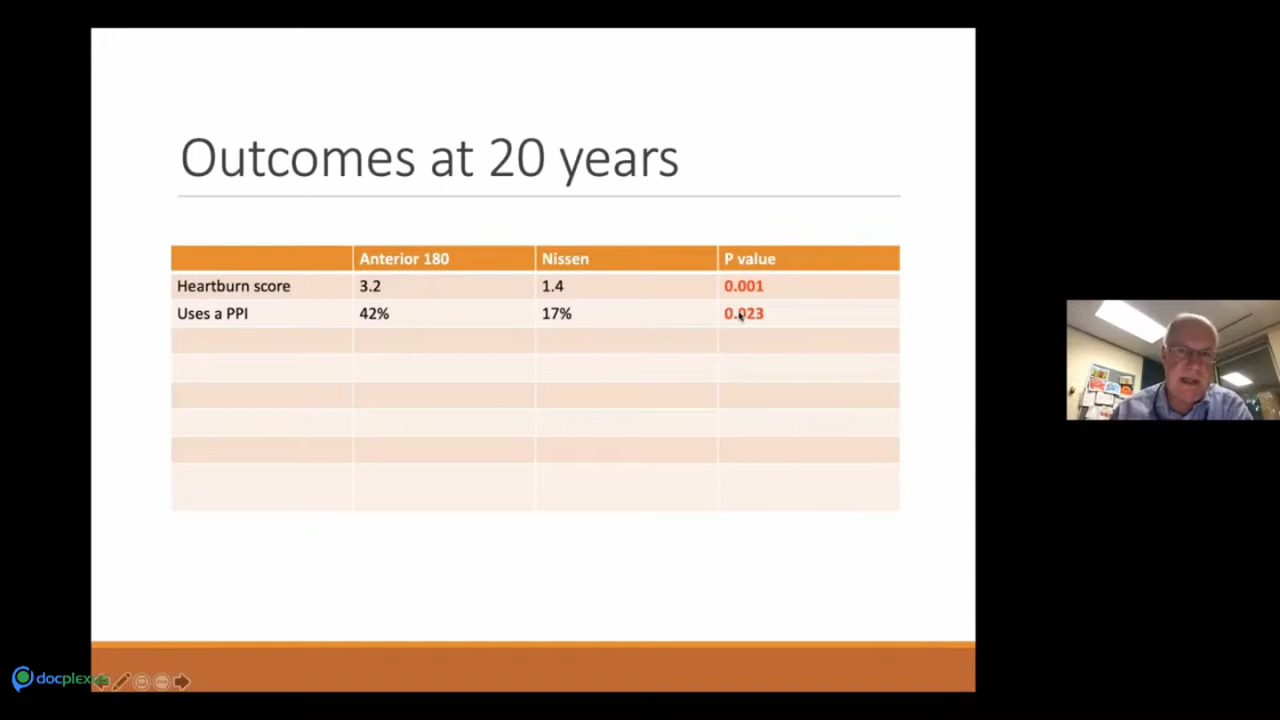 Outcomes at 20 years
Anterior 180 Nissen P value
Heartburn score 3.2 1.4 0.001
Uses a PPI 42% 17% 0.023
docplexus